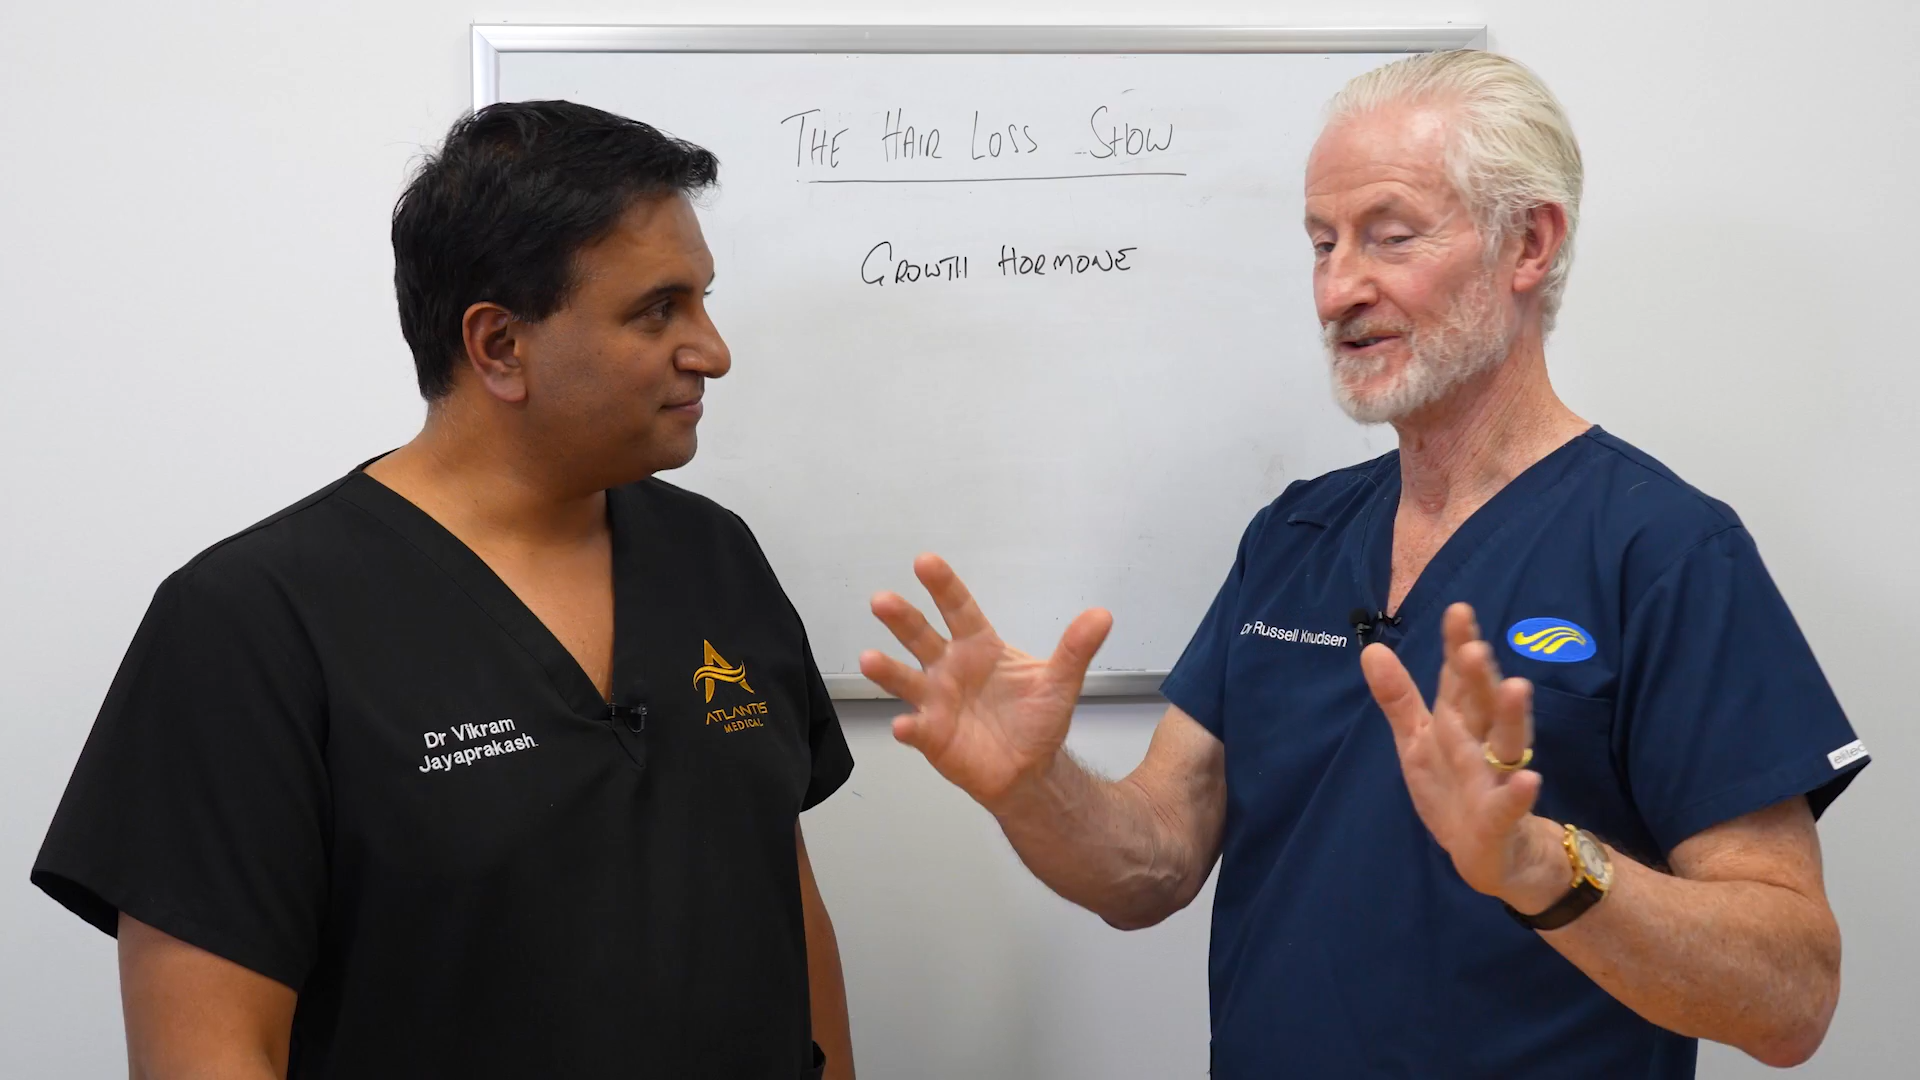 THE HAIR LOSS SHOW
GROWTH HORMONE
Dr Vikram
Jayaprakash.
ATLANTIS
MEDICAL
Dr Russell Knudsen